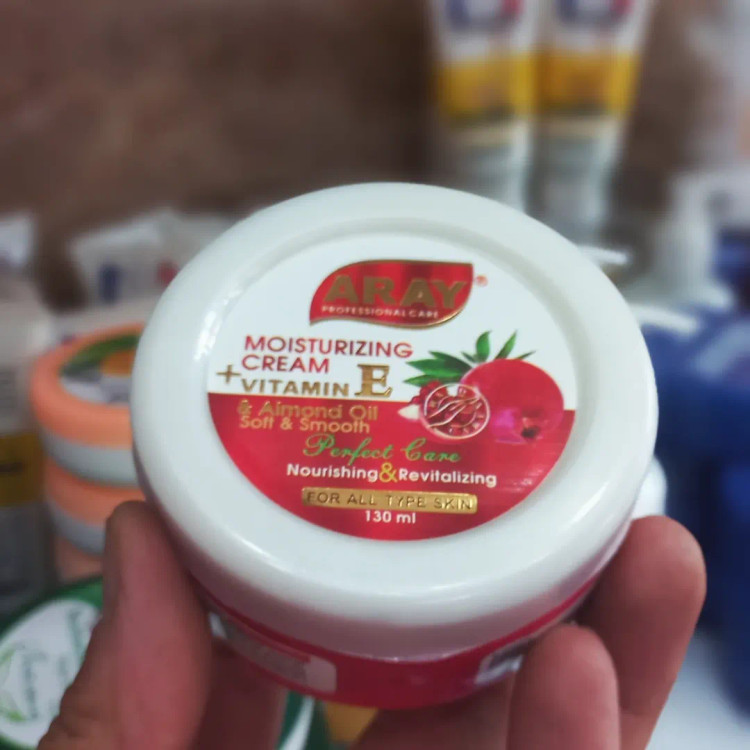 ARAY®
PROFESSIONAL CARE
MOISTURIZING
CREAM
+VITAMIN E
& Almond Oil
Soft & Smooth
Perfect Care
Nourishing & Revitalizing
FOR ALL TYPE SKIN
130 ml